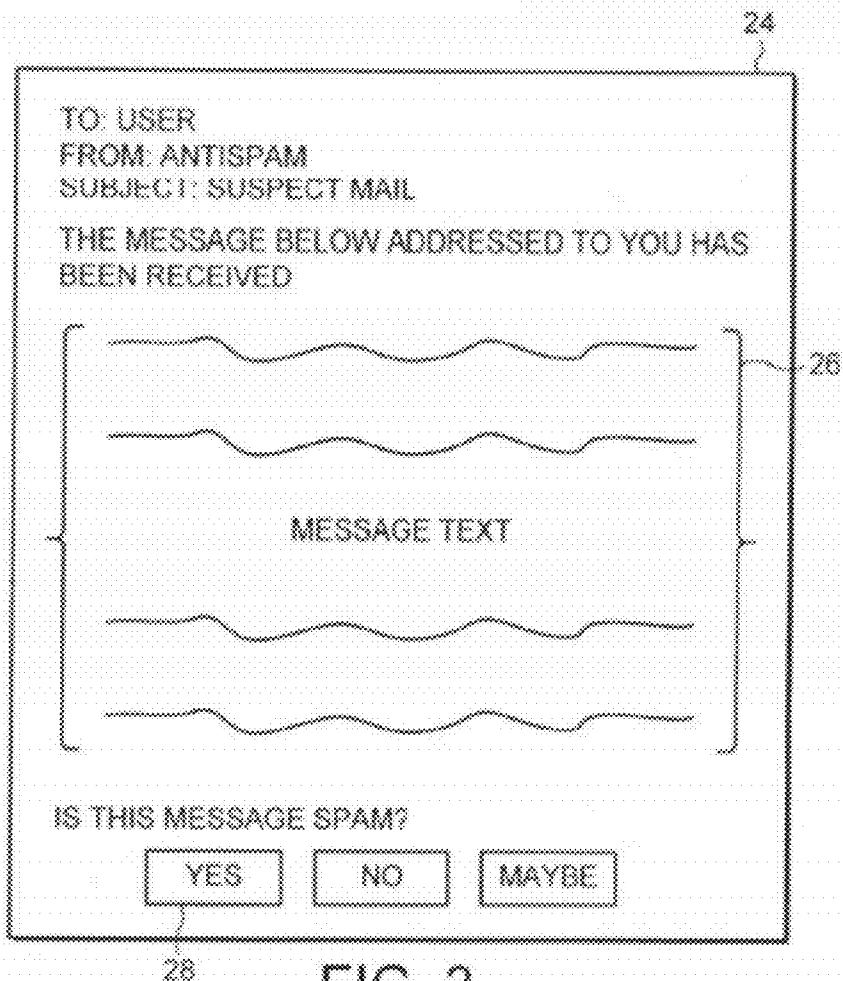 24
TO: USER
FROM: ANTISPAM
SUBJECT: SUSPECT MAIL
THE MESSAGE BELOW ADDRESSED TO YOU HAS
BEEN RECEIVED
26
MESSAGE TEXT
IS THIS MESSAGE SPAM?
YES NO MAYBE
28
FIG.